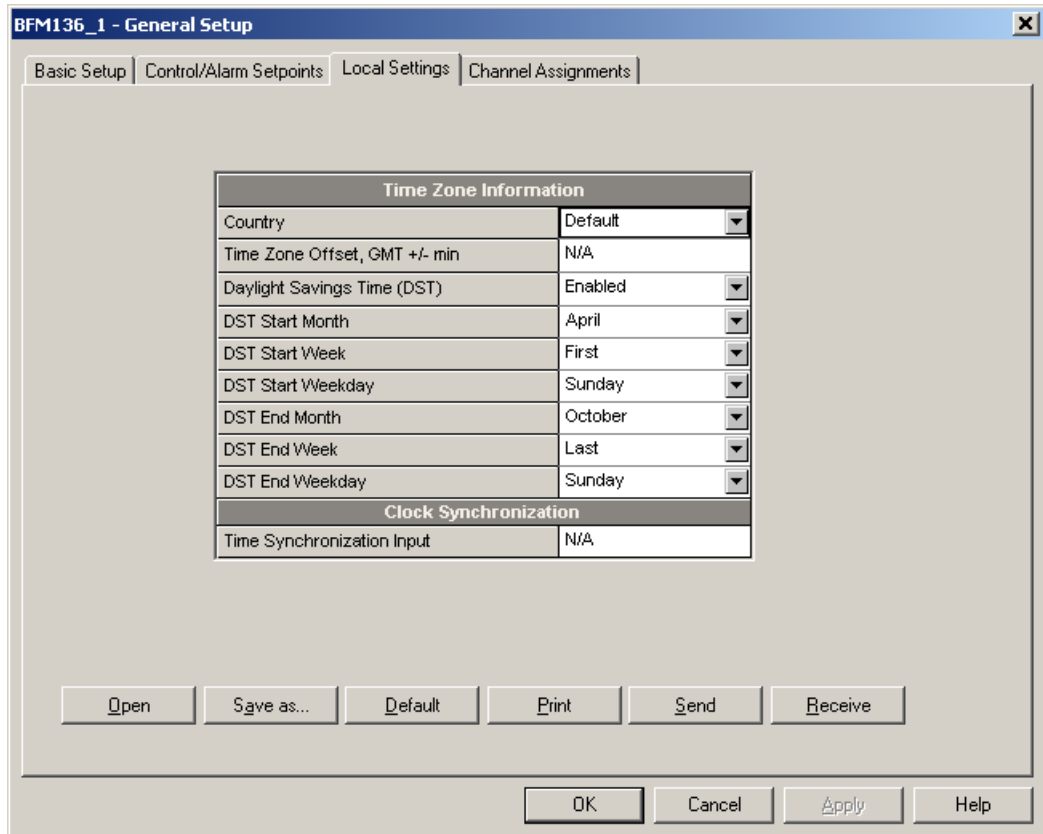 BFM136_1 - General Setup
Basic Setup Control/Alarm Setpoints Local Settings Channel Assignments
Time Zone Information
Country Default
Time Zone Offset, GMT +/- min N/A
Daylight Savings Time (DST) Enabled
DST Start Month April
DST Start Week First
DST Start Weekday Sunday
DST End Month October
DST End Week Last
DST End Weekday Sunday
Clock Synchronization
Time Synchronization Input N/A
Open Save as... Default Print Send Receive
OK Cancel Apply Help